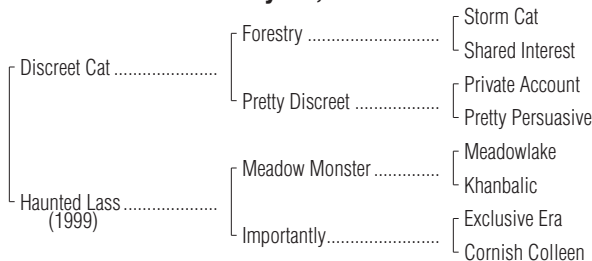 Storm Cat
Forestry ....................................
Shared Interest
Discreet Cat ............................
Private Account
Pretty Discreet .......................
Pretty Persuasive
Meadowlake
Meadow Monster ..................
Khanbalic
Haunted Lass .........................
(1999)
Exclusive Era
Importantly ..............................
Cornish Colleen